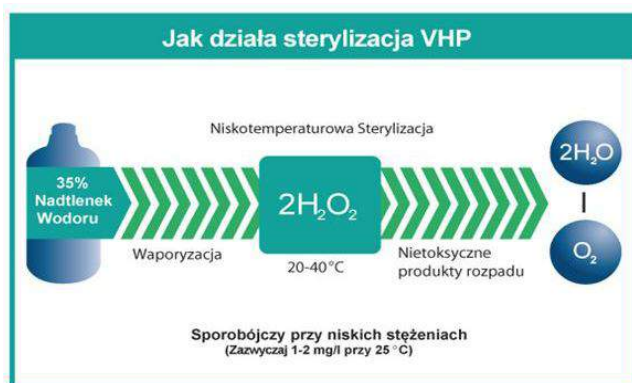 Jak działa sterylizacja VHP
Niskotemperaturowa Sterylizacja
35%
Nadtlenek
Wodoru
Waporyzacja
2H₂O₂
20-40°C
Nietoksyczne
produkty rozpadu
2H₂O
O₂
Sporobójczy przy niskich stężeniach
(Zazwyczaj 1-2 mg/l przy 25 °C)